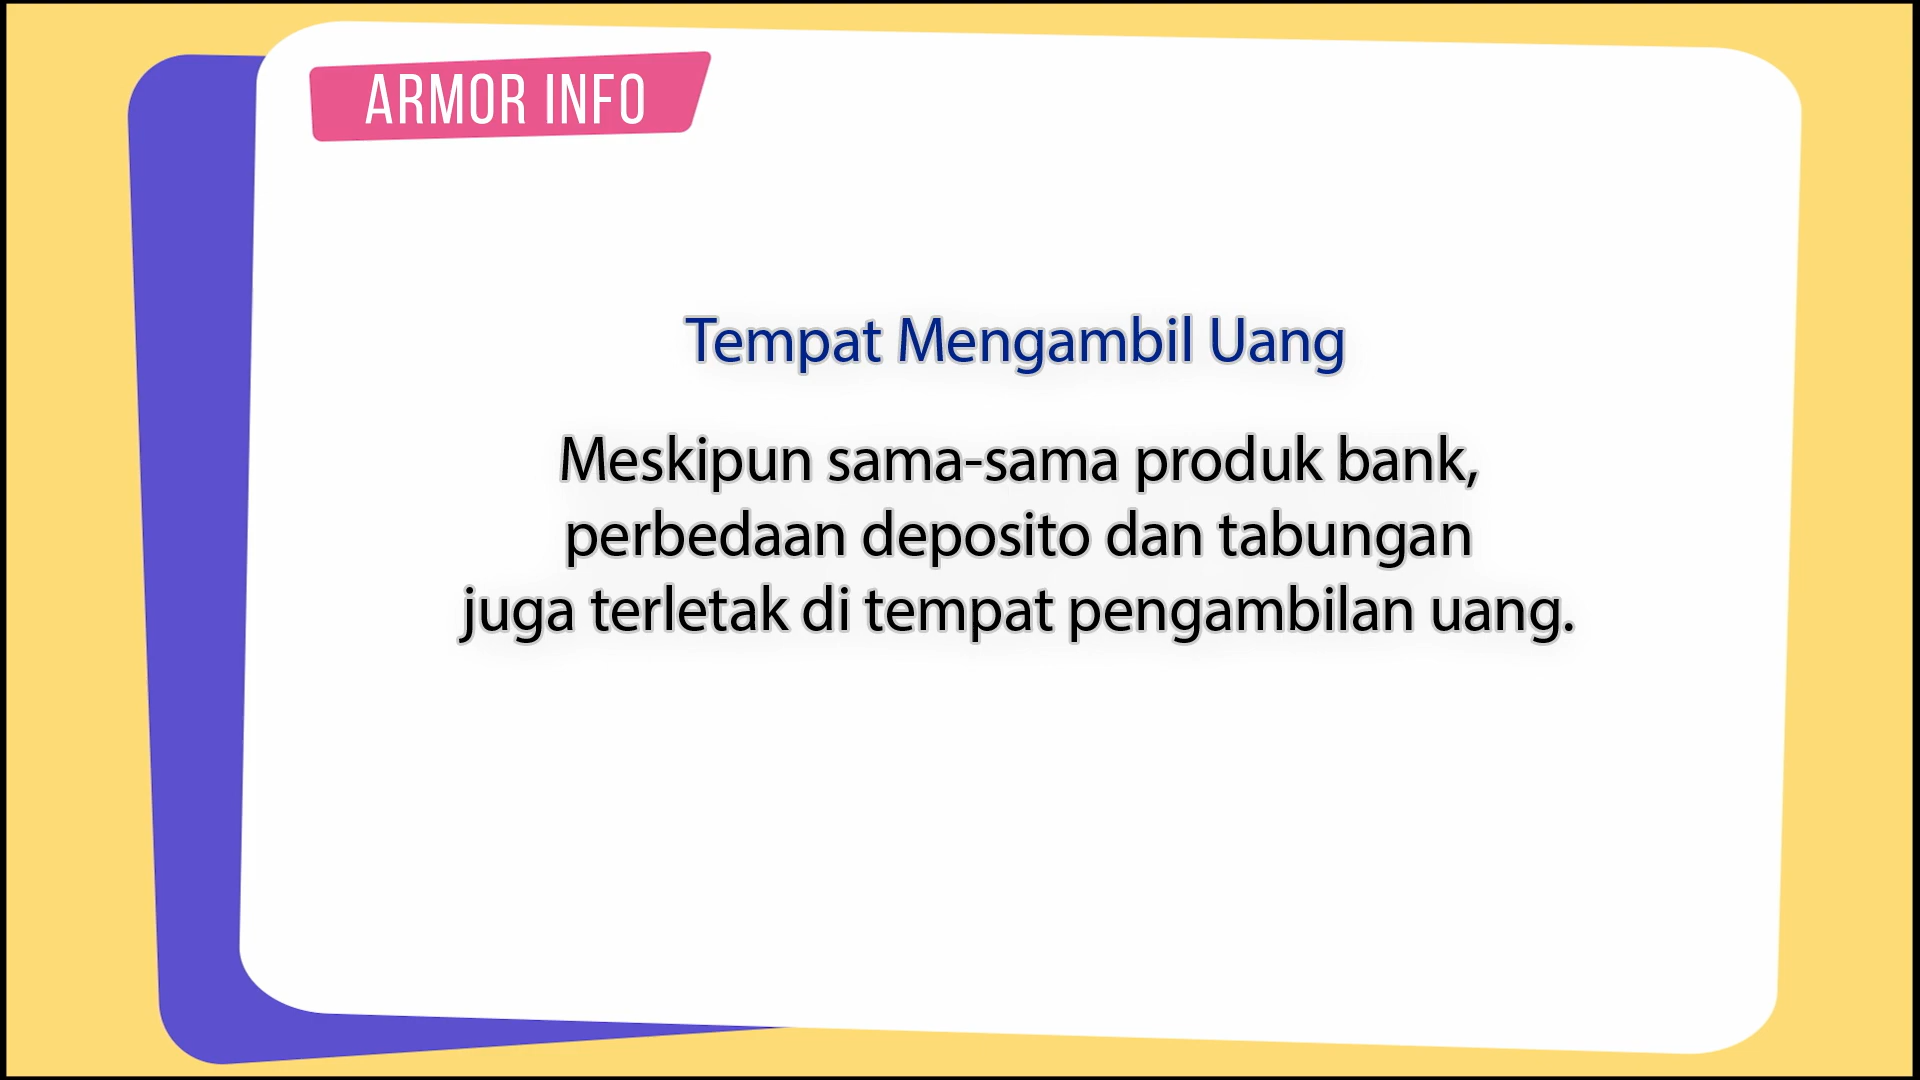 ARMOR INFO
Tempat Mengambil Uang
Meskipun sama-sama produk bank,
perbedaan deposito dan tabungan
juga terletak di tempat pengambilan uang.